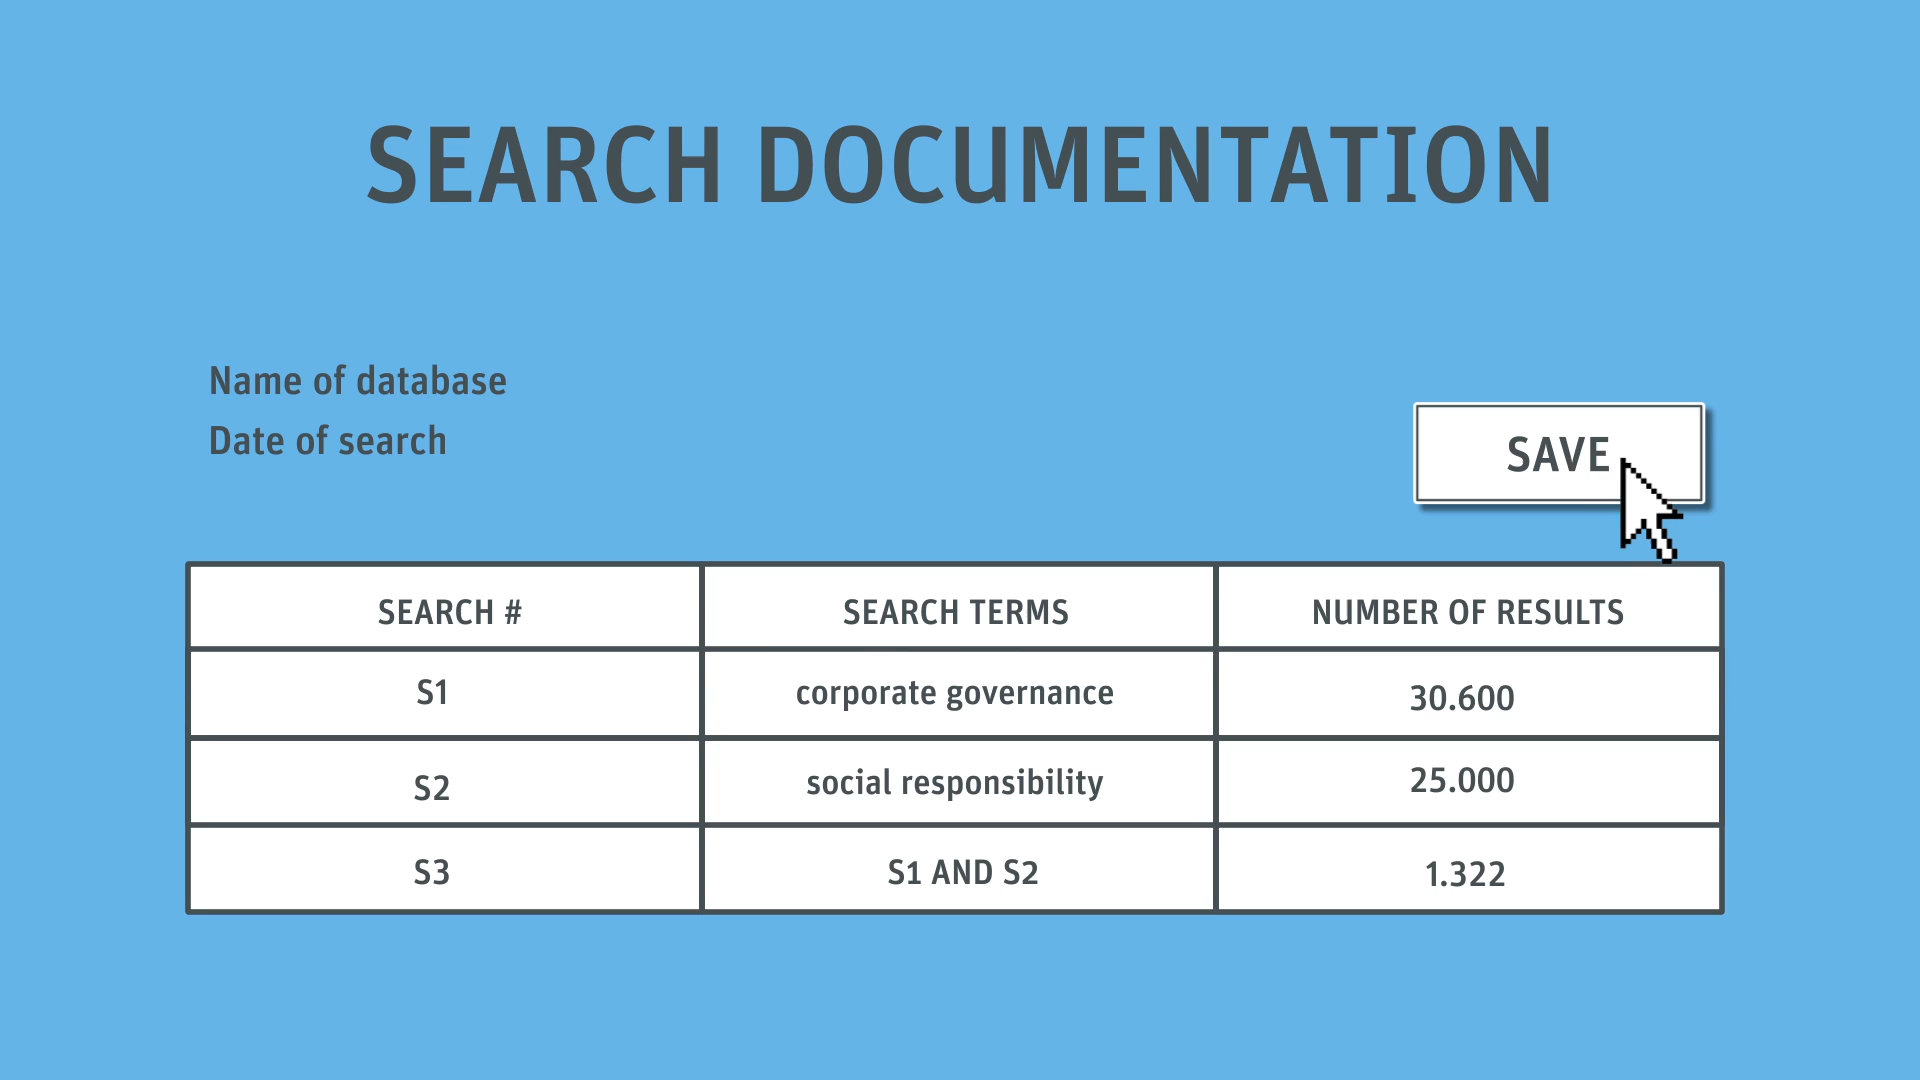 SEARCH DOCUMENTATION
Name of database
Date of search
SAVE
SEARCH # SEARCH TERMS NUMBER OF RESULTS
S1 corporate governance 30.600
S2 social responsibility 25.000
S3 S1 AND S2 1.322